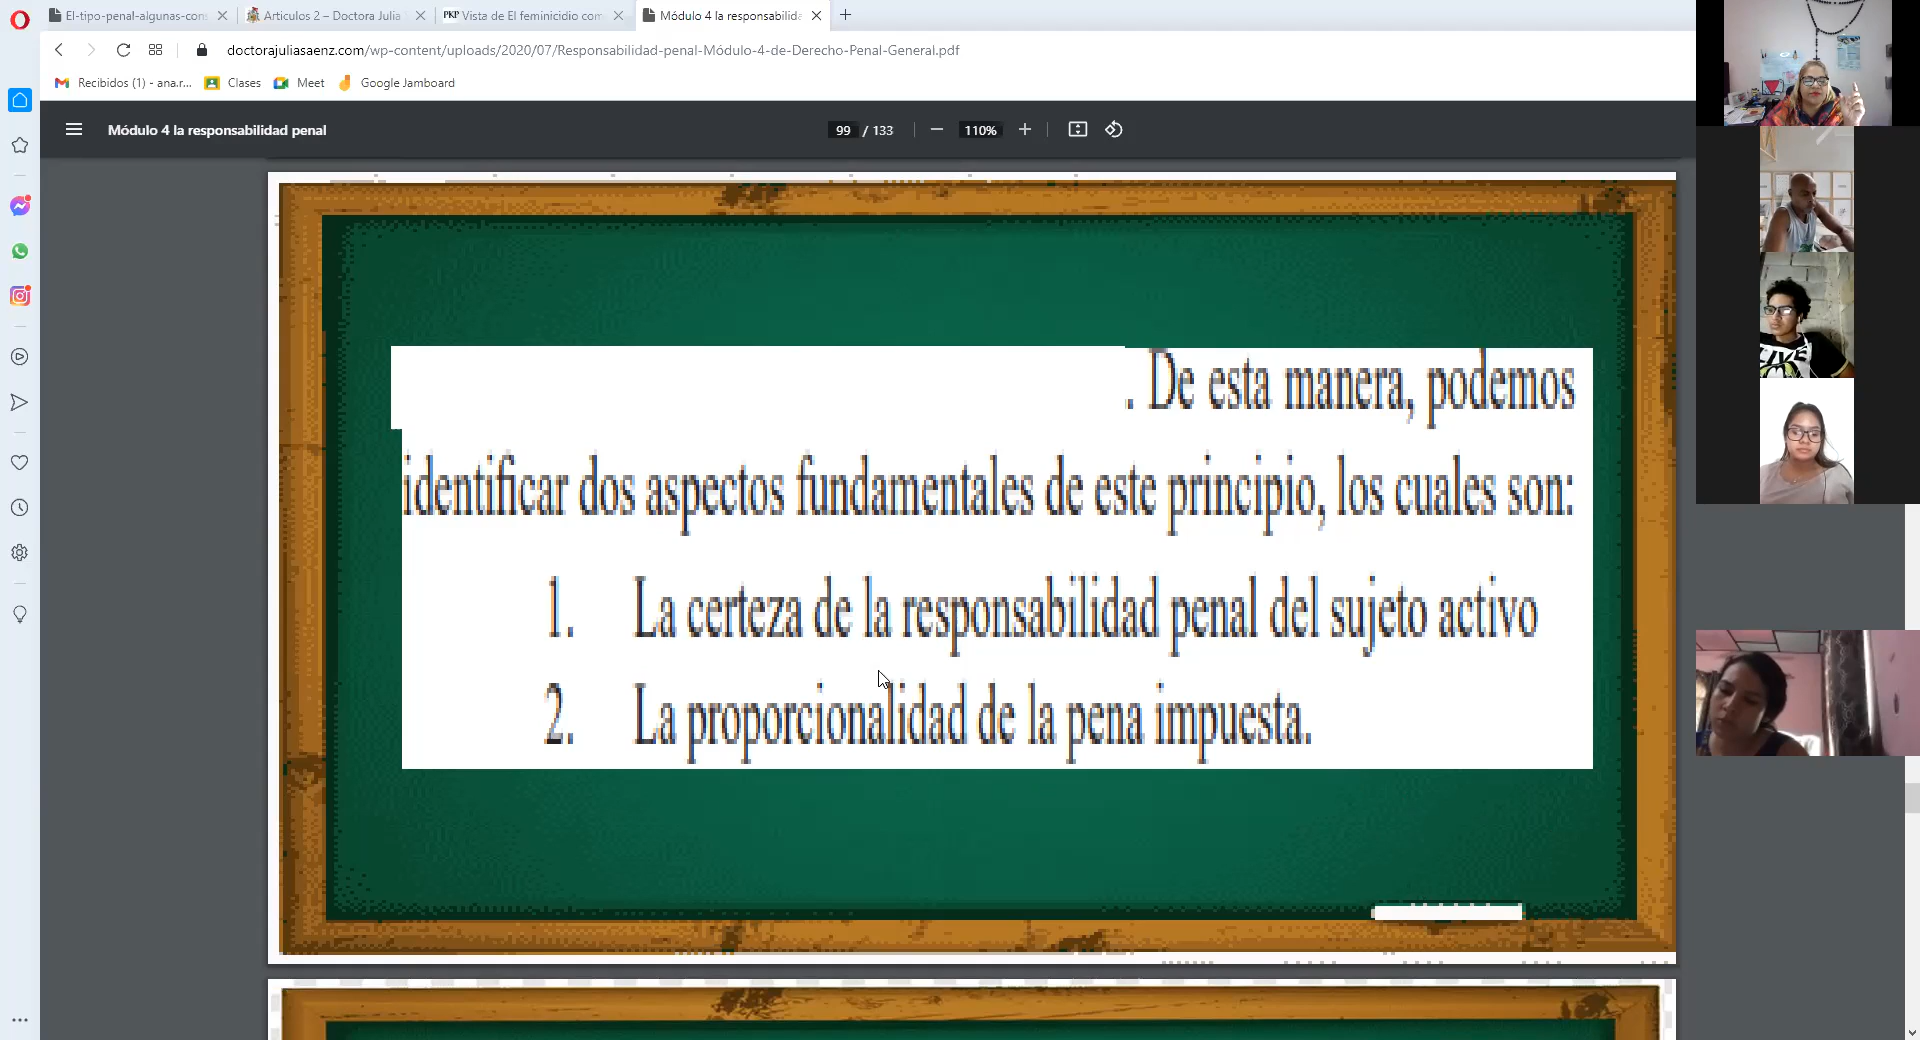 El-tipo-penal-algunas-con
Articulos 2 – Doctora Julia
PKP Vista de El feminicidio com
Módulo 4 la responsabilida
doctorajuliasaenz.com/wp-content/uploads/2020/07/Responsabilidad-penal-Módulo-4-de-Derecho-Penal-General.pdf
Recibidos (1) - ana.r...
Clases
Meet
Google Jamboard
Módulo 4 la responsabilidad penal
99 / 133
110%
. De esta manera, podemos
identificar dos aspectos fundamentales de este principio, los cuales son:
1. La certeza de la responsabilidad penal del sujeto activo
2. La proporcionalidad de la pena impuesta.